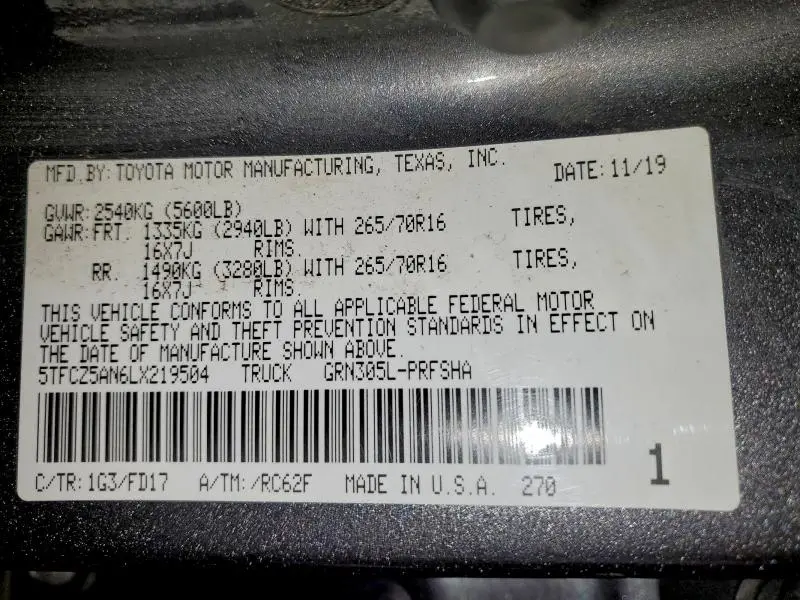 MFD.BY: TOYOTA MOTOR MANUFACTURING, TEXAS, INC. DATE: 11/19
GVWR: 2540KG (5600LB)
GAWR: FRT. 1335KG (2940LB) WITH 265/70R16 TIRES,
16X7J RIMS.
RR. 1490KG (3280LB) WITH 265/70R16 TIRES,
16X7J RIMS.
THIS VEHICLE CONFORMS TO ALL APPLICABLE FEDERAL MOTOR
VEHICLE SAFETY AND THEFT PREVENTION STANDARDS IN EFFECT ON
THE DATE OF MANUFACTURE SHOWN ABOVE.
5TFCZ5AN6LX219504 TRUCK GRN305L-PRFSHA
C/TR: 1G3/FD17 A/TM: /RC62F MADE IN U.S.A. 270 1